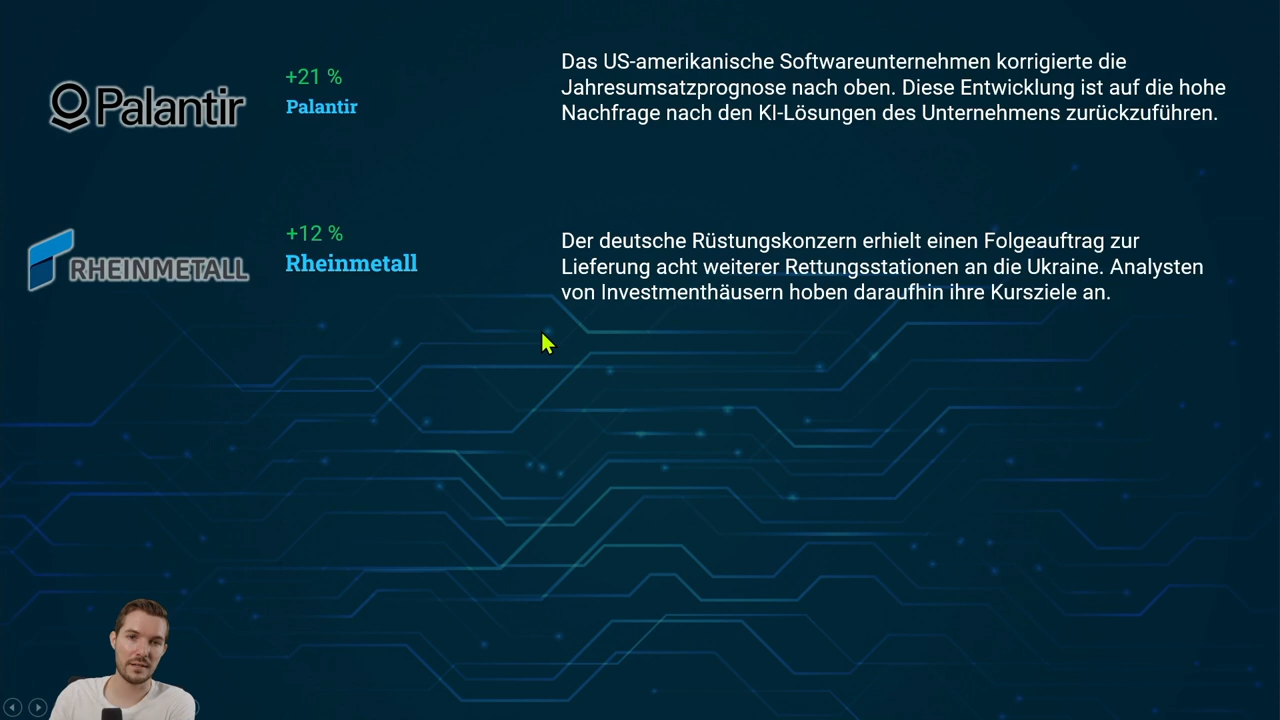 Palantir
+21 %
Palantir
Das US-amerikanische Softwareunternehmen korrigierte die
Jahresumsatzprognose nach oben. Diese Entwicklung ist auf die hohe
Nachfrage nach den KI-Lösungen des Unternehmens zurückzuführen.
RHEINMETALL
+12 %
Rheinmetall
Der deutsche Rüstungskonzern erhielt einen Folgeauftrag zur
Lieferung acht weiterer Rettungsstationen an die Ukraine. Analysten
von Investmenthäusern hoben daraufhin ihre Kursziele an.